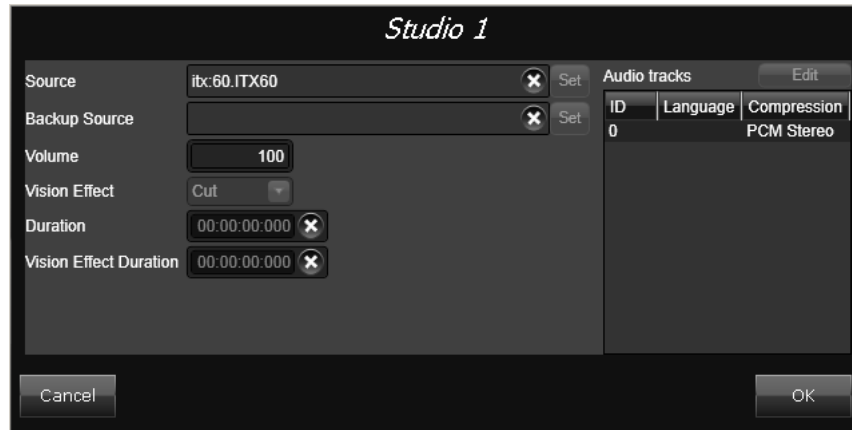 Studio 1
Source itx:60.ITX60 Set
Backup Source Set
Volume 100
Vision Effect Cut
Duration 00:00:00:000
Vision Effect Duration 00:00:00:000
Audio tracks Edit
ID Language Compression
0 PCM Stereo
Cancel OK